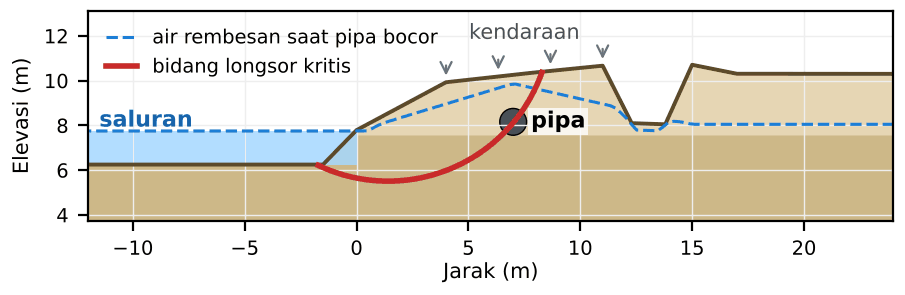 air rembesan saat pipa bocor
bidang longsor kritis
kendaraan
saluran
pipa
Elevasi (m)
12
10
8
6
4
−10
−5
0
5
10
15
20
Jarak (m)